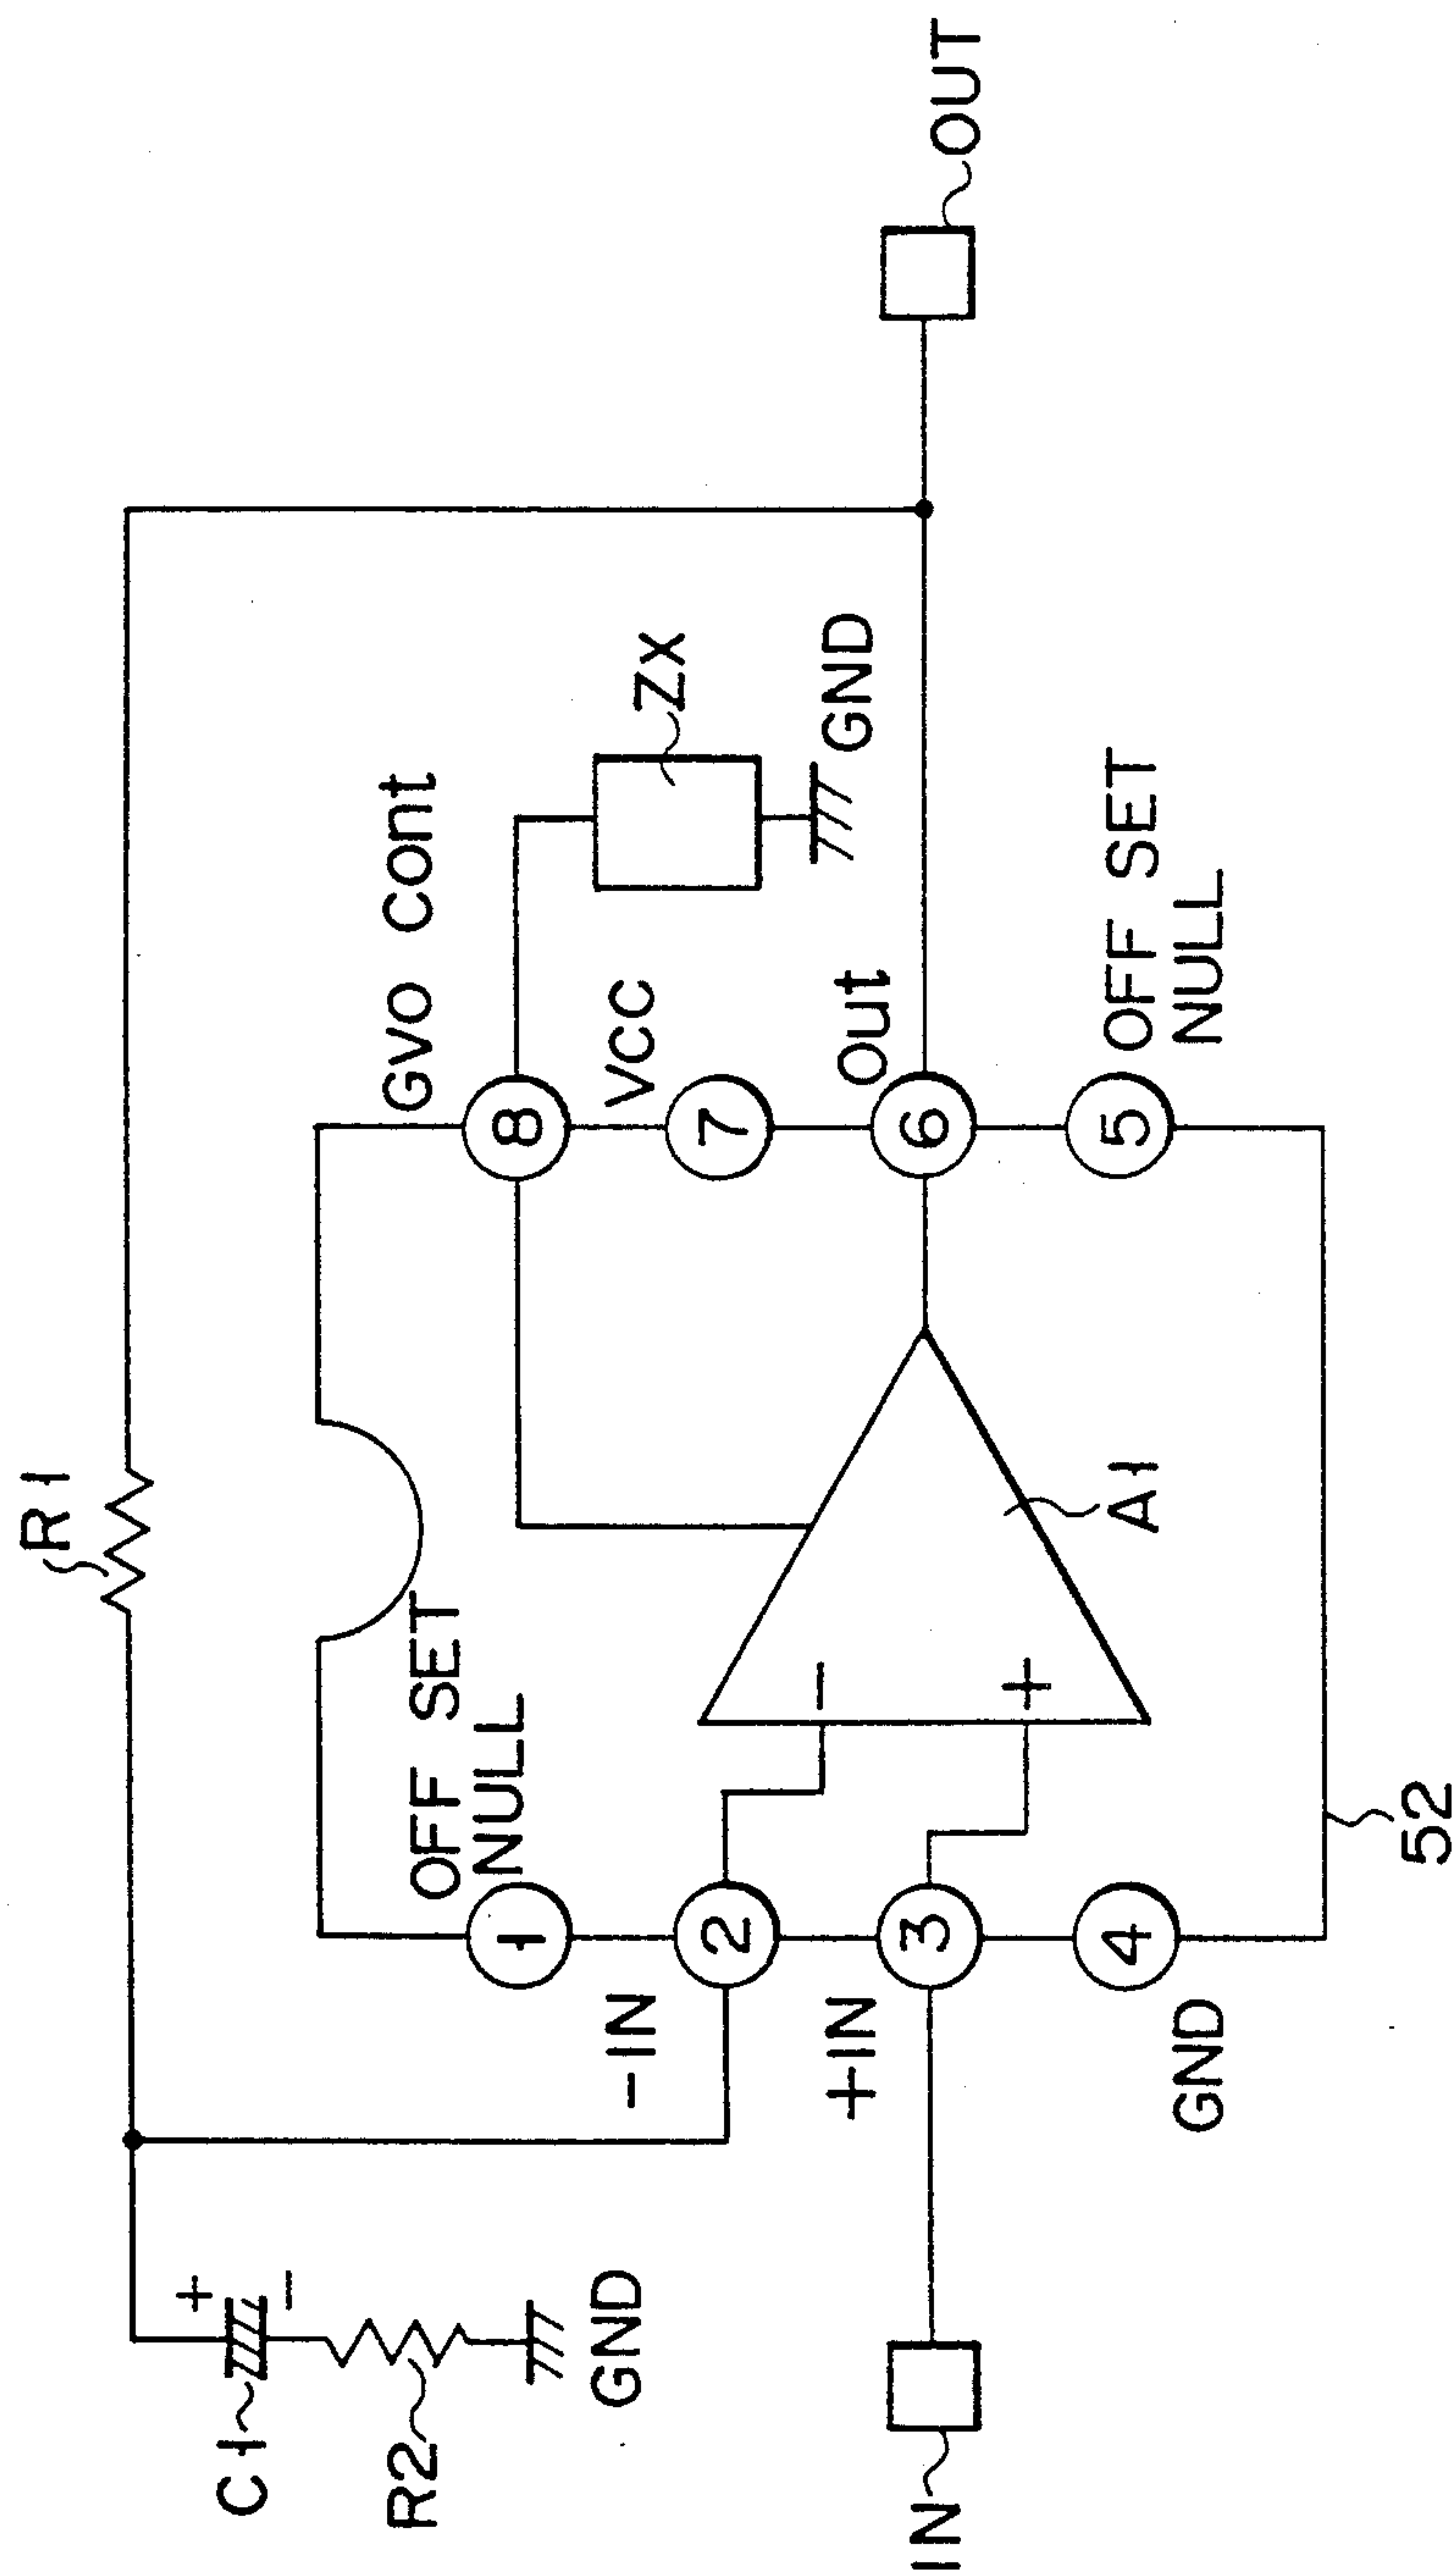 R1
C1
+
-
R2
GND
OFF SET
NULL
GVO Cont
1
8
ZX
-IN
VCC
2
7
-
GND
+IN
Out
IN
3
6
OUT
+
4
5
OFF SET
NULL
GND
A1
52